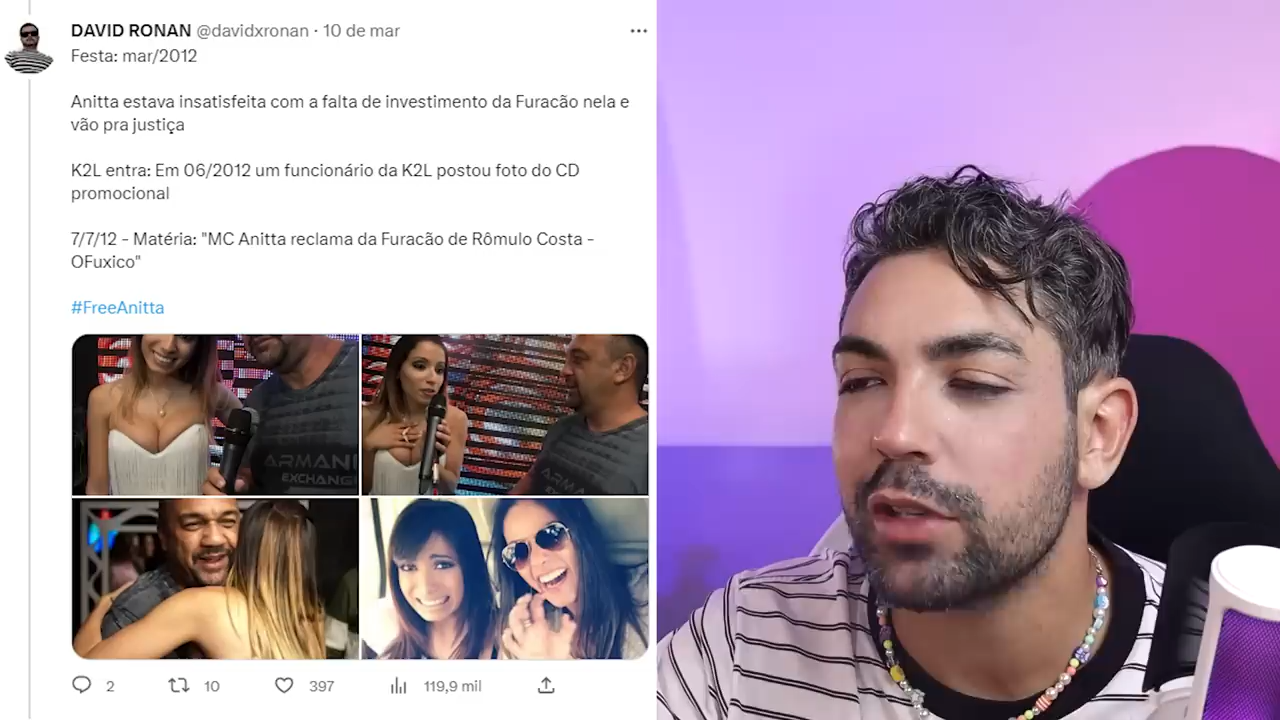 DAVID RONAN @davidxronan · 10 de mar
Festa: mar/2012
Anitta estava insatisfeita com a falta de investimento da Furacão nela e
vão pra justiça
K2L entra: Em 06/2012 um funcionário da K2L postou foto do CD
promocional
7/7/12 - Matéria: "MC Anitta reclama da Furacão de Rômulo Costa -
OFuxico"
#FreeAnitta
ARMANI
EXCHANGE
ARMA
EXCHANG
2 10 397 119,9 mil